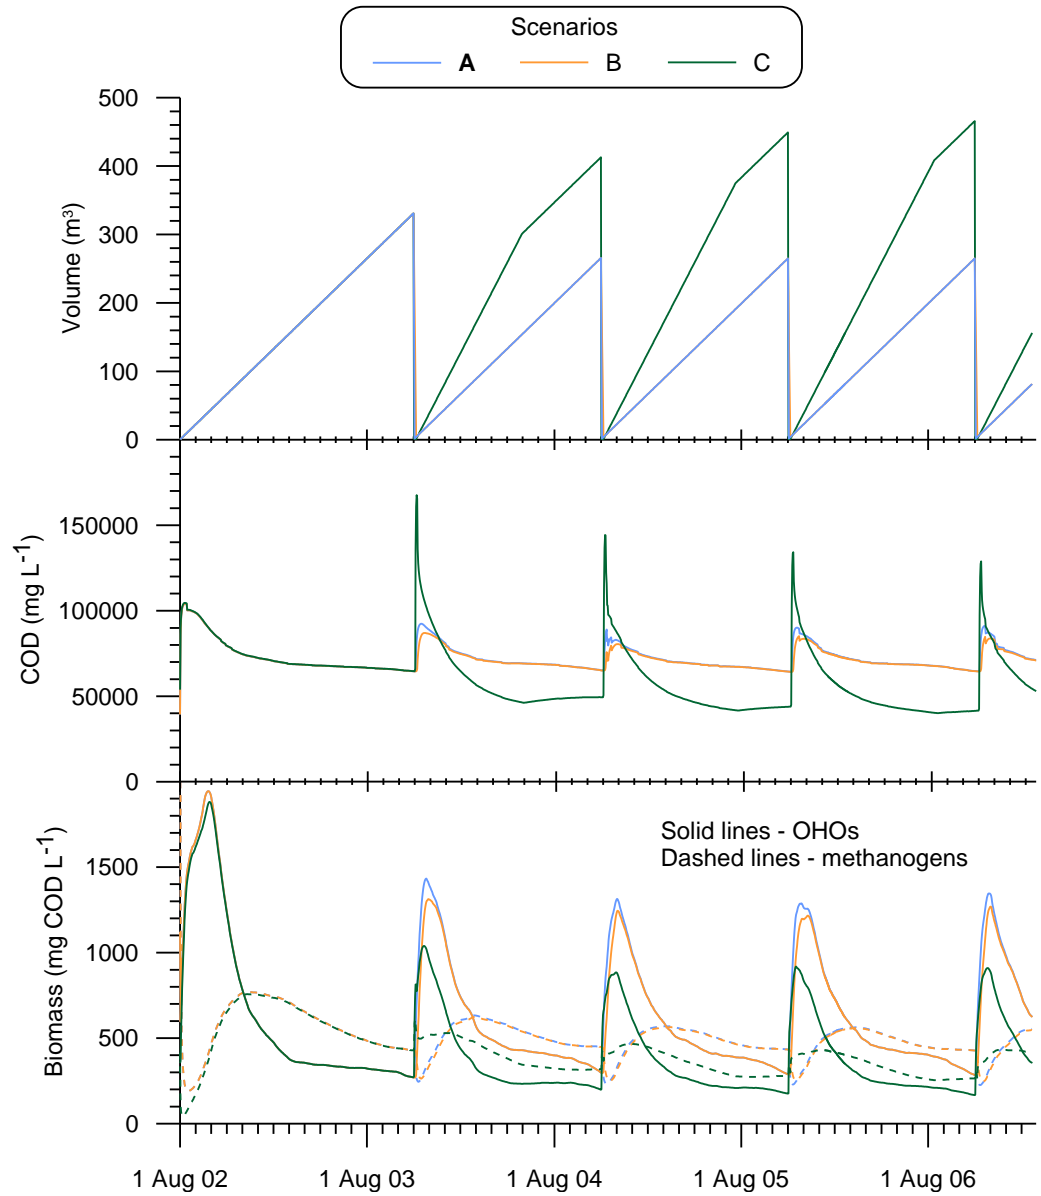 Scenarios
A B C
500
400
300
200
100
0
Volume (m³)
150000
100000
50000
0
COD (mg L⁻¹)
Solid lines - OHOs
Dashed lines - methanogens
1500
1000
500
0
Biomass (mg COD L⁻¹)
1 Aug 02 1 Aug 03 1 Aug 04 1 Aug 05 1 Aug 06